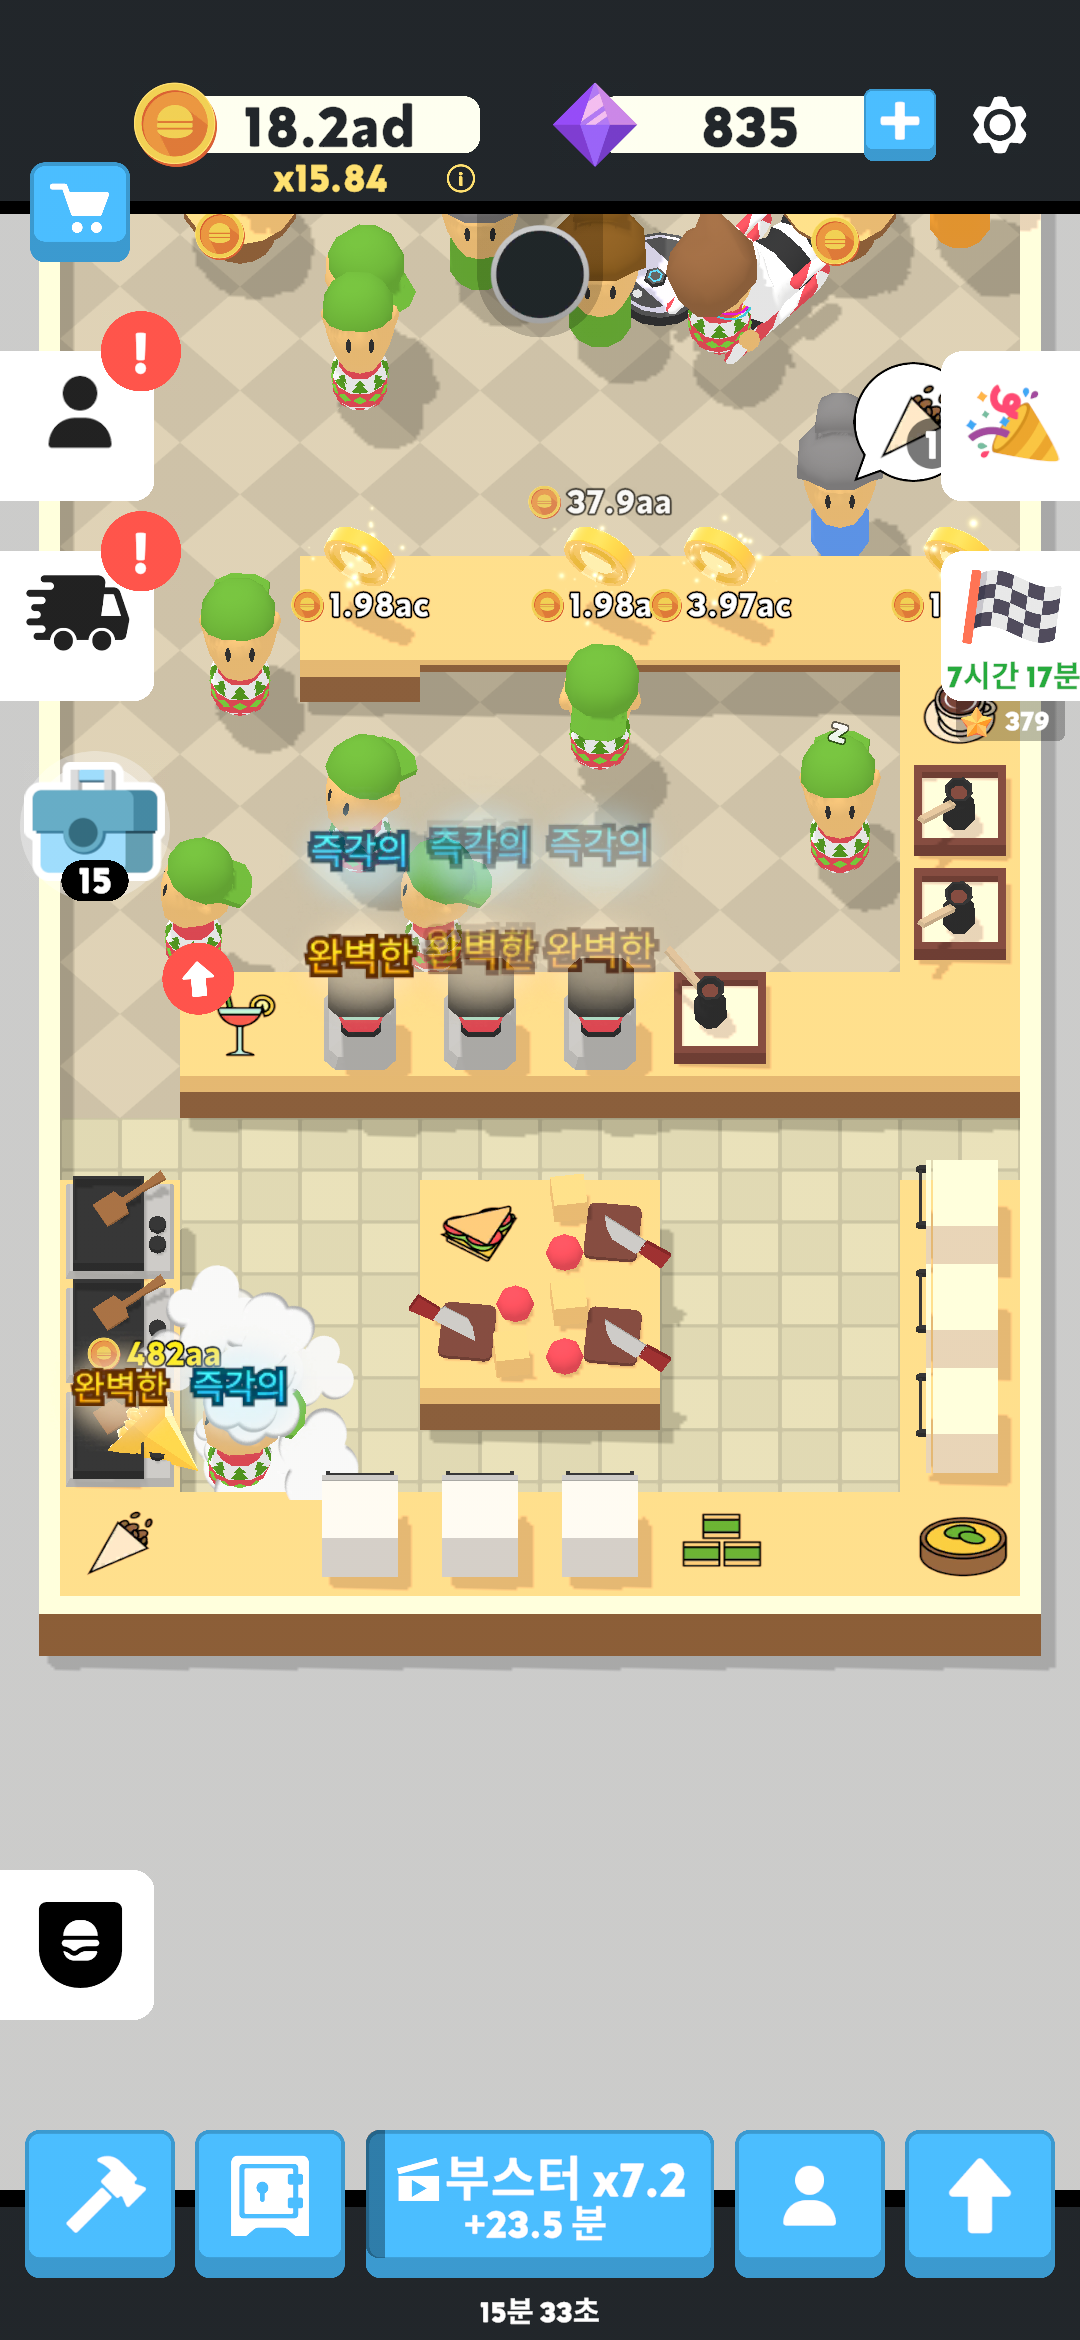 18.2ad
835
x15.84
37.9aa
1.98ac
1.98a
3.97ac
7시간 17분
379
z
즉각의 즉각의 즉각의
15
완벽한 완벽한 완벽한
482aa
완벽한 즉각의
부스터 x7.2
+23.5 분
15분 33초